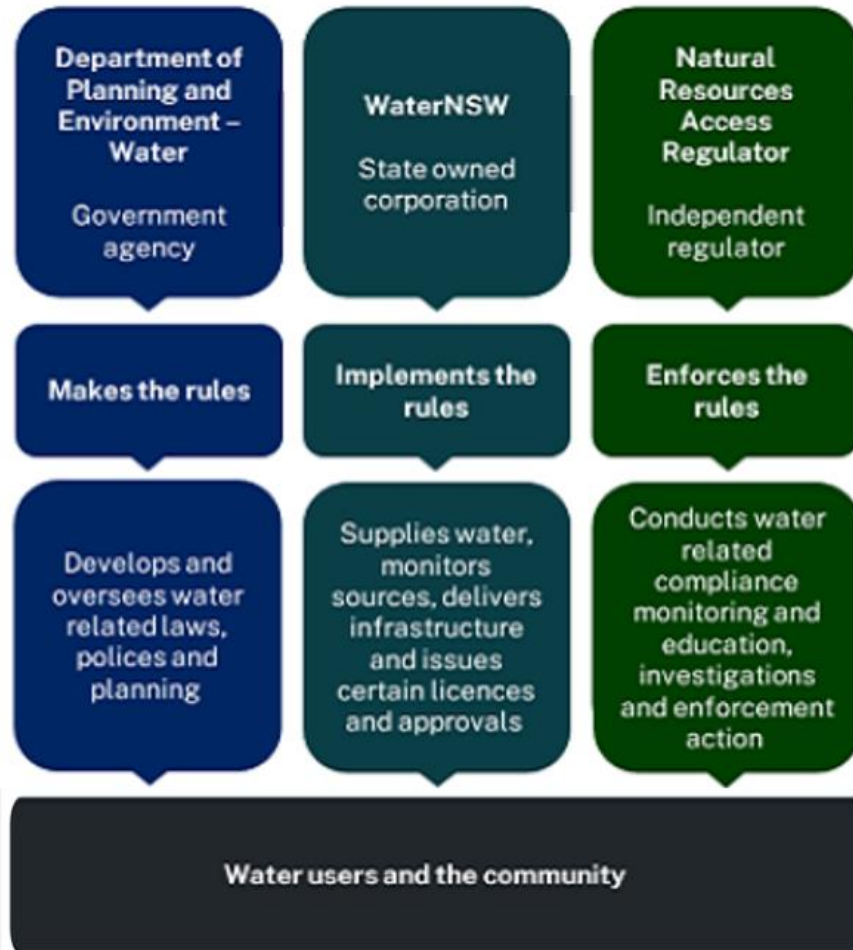 Department of
Planning and
Environment –
Water
Government
agency
WaterNSW
State owned
corporation
Natural
Resources
Access
Regulator
Independent
regulator
Makes the rules
Implements the
rules
Enforces the
rules
Develops and
oversees water
related laws,
polices and
planning
Supplies water,
monitors
sources, delivers
infrastructure
and issues
certain licences
and approvals
Conducts water
related
compliance
monitoring and
education,
investigations
and enforcement
action
Water users and the community